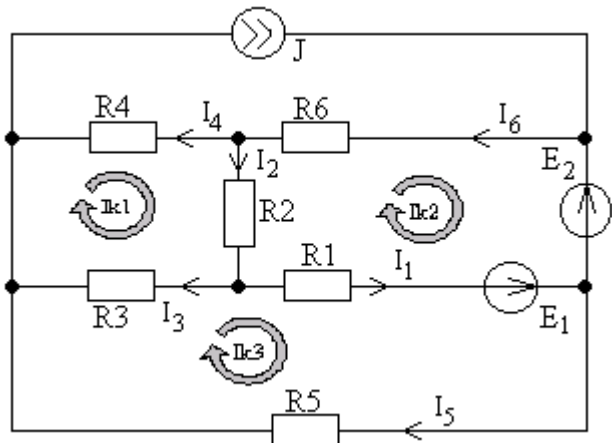 J
R4 I4 R6 I6
I2 E2
Ik1 R2 Ik2
R1 I1
R3 I3 E1
Ik3
R5 I5